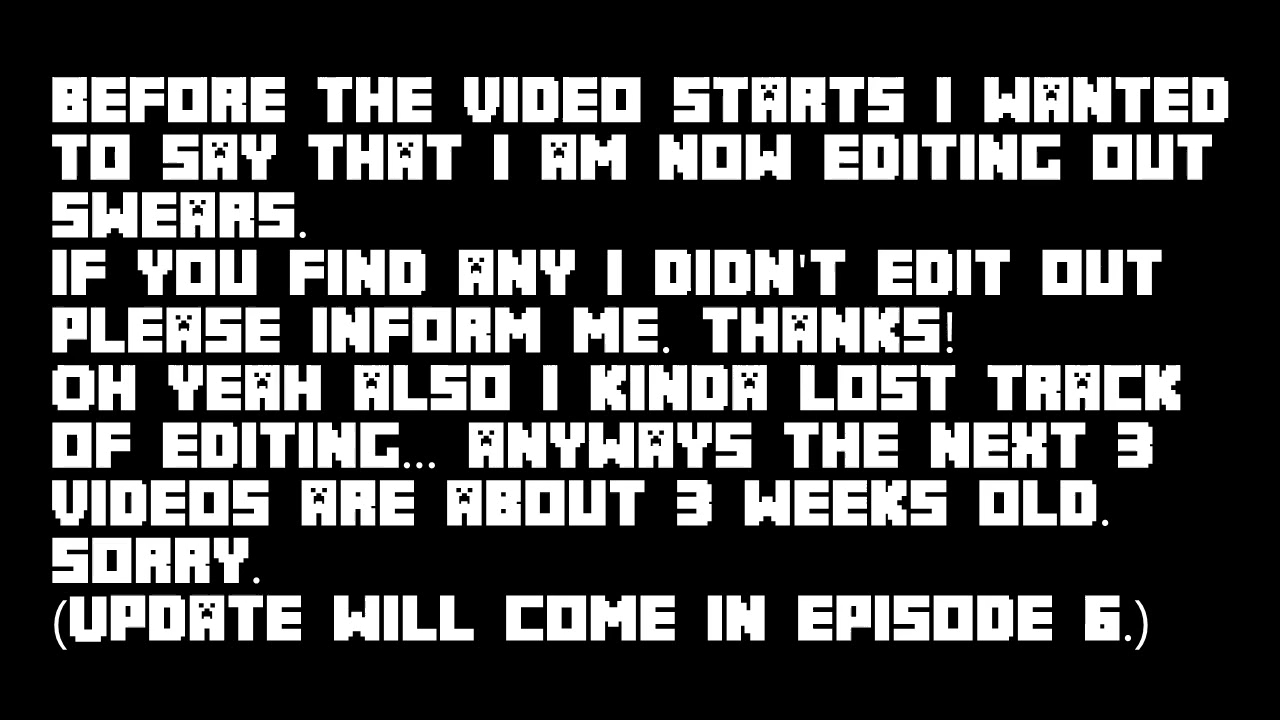 BEFORE THE VIDEO STARTS I WANTED
TO SAY THAT I AM NOW EDITING OUT
SWEARS.
IF YOU FIND ANY I DIDN'T EDIT OUT
PLEASE INFORM ME. THANKS!
OH YEAH ALSO I KINDA LOST TRACK
OF EDITING... ANYWAYS THE NEXT 3
VIDEOS ARE ABOUT 3 WEEKS OLD.
SORRY.
(UPDATE WILL COME IN EPISODE 6.)